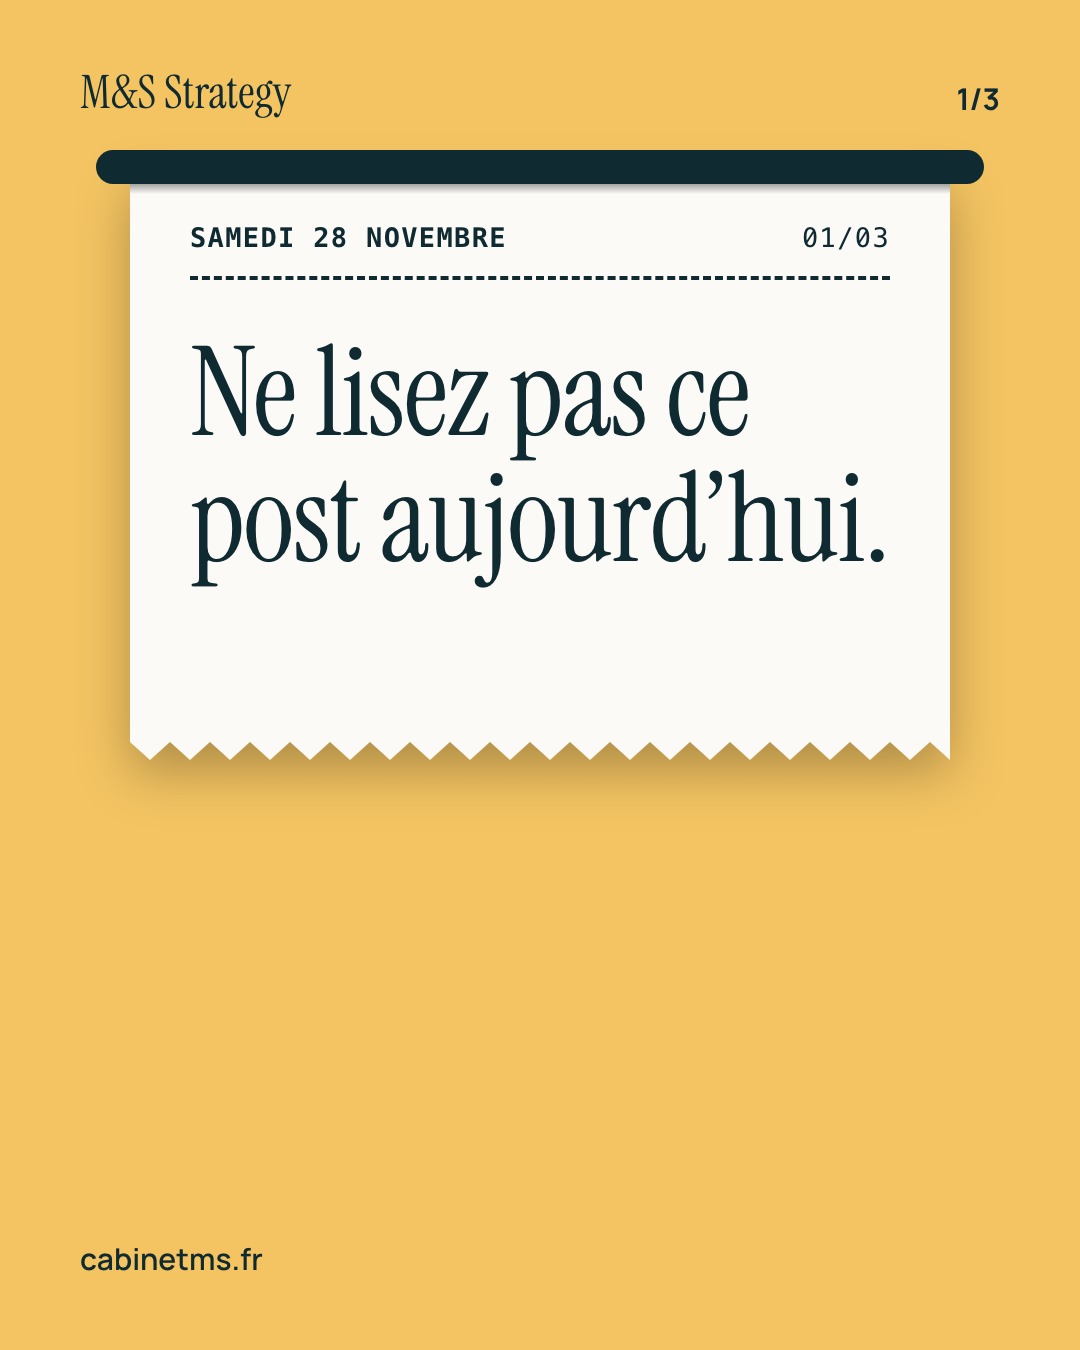 M&S Strategy
1/3
SAMEDI 28 NOVEMBRE
01/03
Ne lisez pas ce
post aujourd’hui.
cabinetms.fr